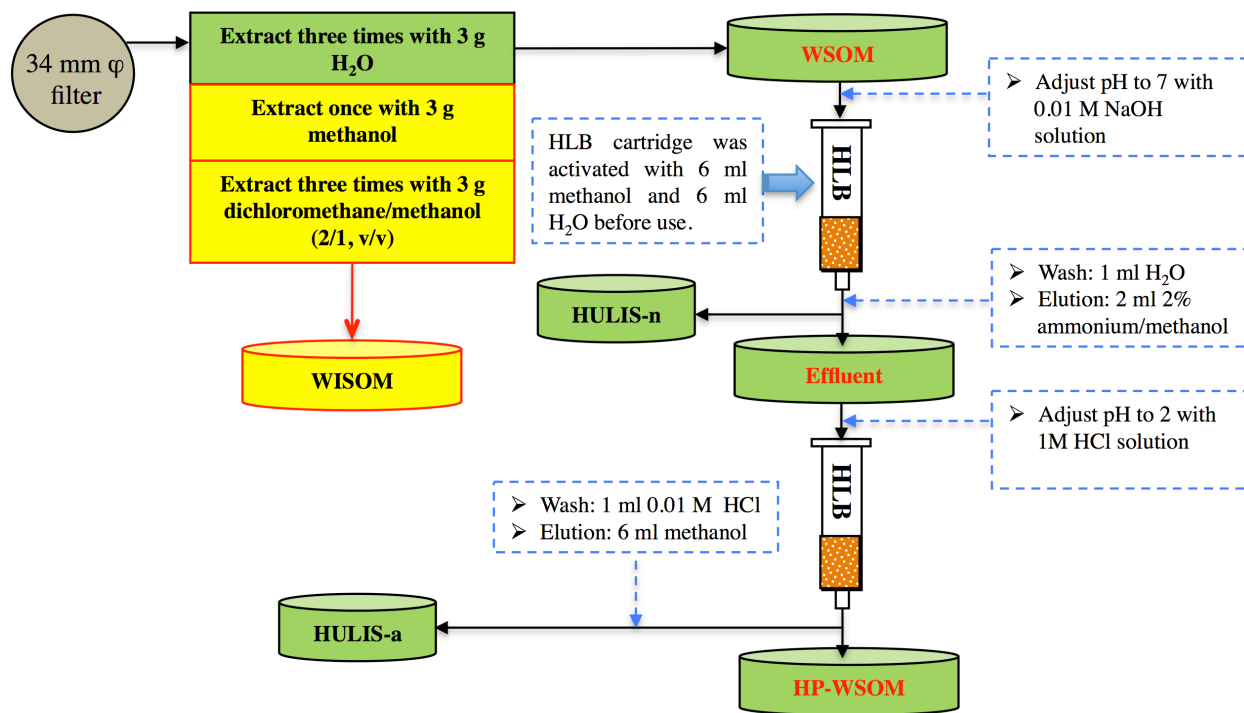 34 mm φ
filter
Extract three times with 3 g
H₂O
Extract once with 3 g
methanol
Extract three times with 3 g
dichloromethane/methanol
(2/1, v/v)
WISOM
WSOM
➢ Adjust pH to 7 with
0.01 M NaOH
solution
HLB cartridge was
activated with 6 ml
methanol and 6 ml
H₂O before use.
HLB
➢ Wash: 1 ml H₂O
➢ Elution: 2 ml 2%
ammonium/methanol
HULIS-n
Effluent
➢ Adjust pH to 2 with
1M HCl solution
HLB
➢ Wash: 1 ml 0.01 M HCl
➢ Elution: 6 ml methanol
HULIS-a
HP-WSOM